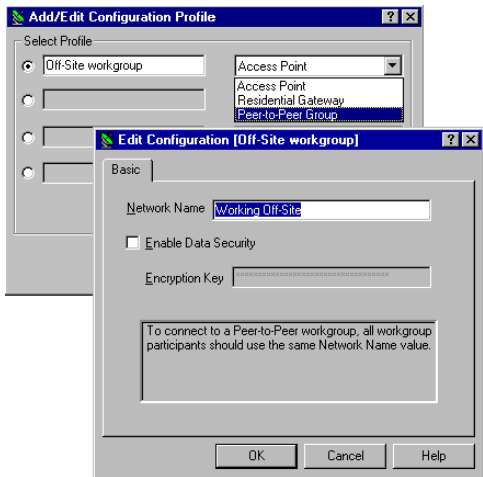 Add/Edit Configuration Profile
Select Profile
Off-Site workgroup
Access Point
Access Point
Residential Gateway
Peer-to-Peer Group
Edit Configuration [Off-Site workgroup]
Basic
Network Name Working Off-Site
Enable Data Security
Encryption Key
To connect to a Peer-to-Peer workgroup, all workgroup
participants should use the same Network Name value.
OK Cancel Help